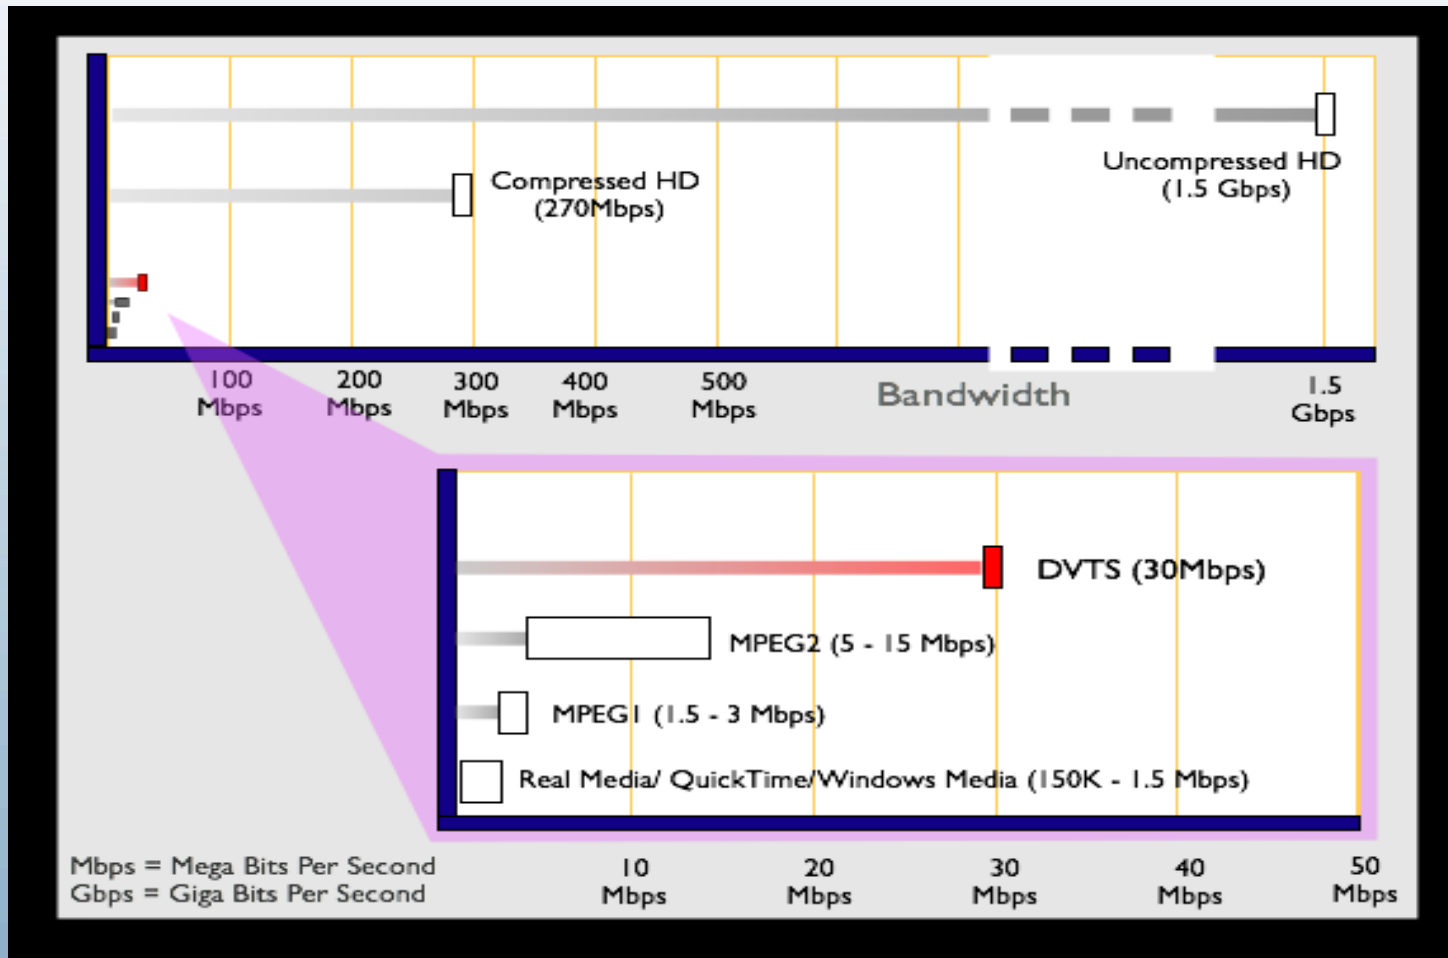 Uncompressed HD
(1.5 Gbps)
Compressed HD
(270Mbps)
100
Mbps
200
Mbps
300
Mbps
400
Mbps
500
Mbps
Bandwidth
1.5
Gbps
DVTS (30Mbps)
MPEG2 (5 - 15 Mbps)
MPEG1 (1.5 - 3 Mbps)
Real Media/ QuickTime/Windows Media (150K - 1.5 Mbps)
Mbps = Mega Bits Per Second
Gbps = Giga Bits Per Second
10
Mbps
20
Mbps
30
Mbps
40
Mbps
50
Mbps